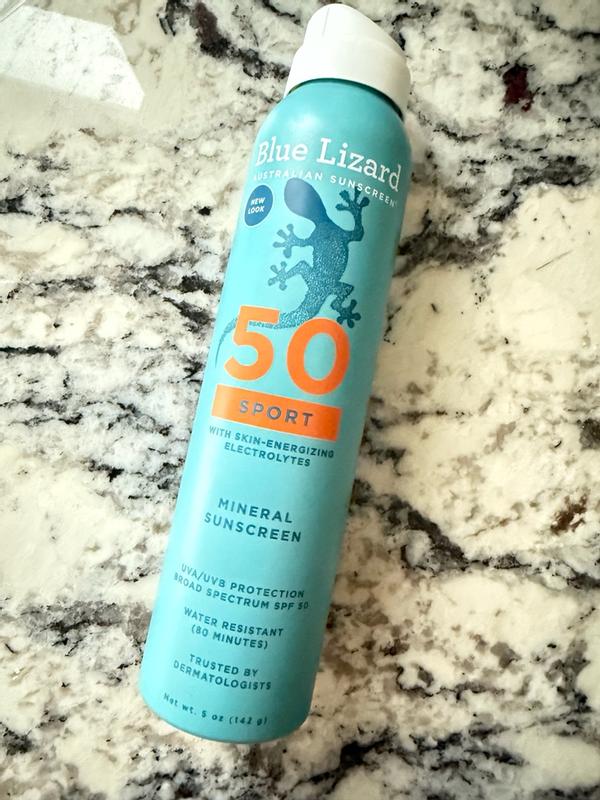 Blue Lizard
AUSTRALIAN SUNSCREEN
NEW
LOOK
50
SPORT
WITH SKIN-ENERGIZING
ELECTROLYTES
MINERAL
SUNSCREEN
UVA/UVB PROTECTION
BROAD SPECTRUM SPF 50
WATER RESISTANT
(80 MINUTES)
TRUSTED BY
DERMATOLOGISTS
Net wt. 5 oz (142 g)